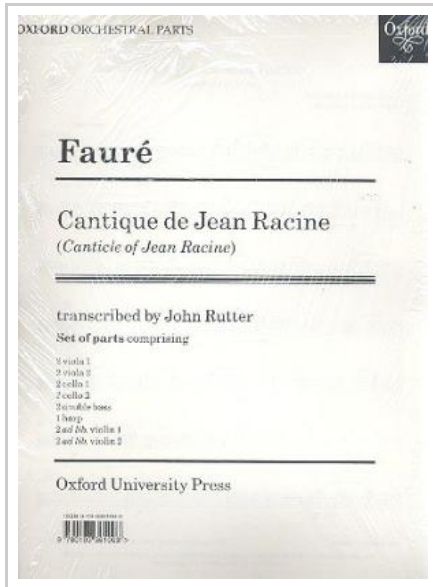 OXFORD ORCHESTRAL PARTS
Oxford
Fauré
Cantique de Jean Racine
(Canticle of Jean Racine)
transcribed by John Rutter
Set of parts comprising
2 viola 1
2 viola 2
2 cello 1
2 cello 2
2 double bass
1 harp
2 ad lib. violin 1
2 ad lib. violin 2
Oxford University Press